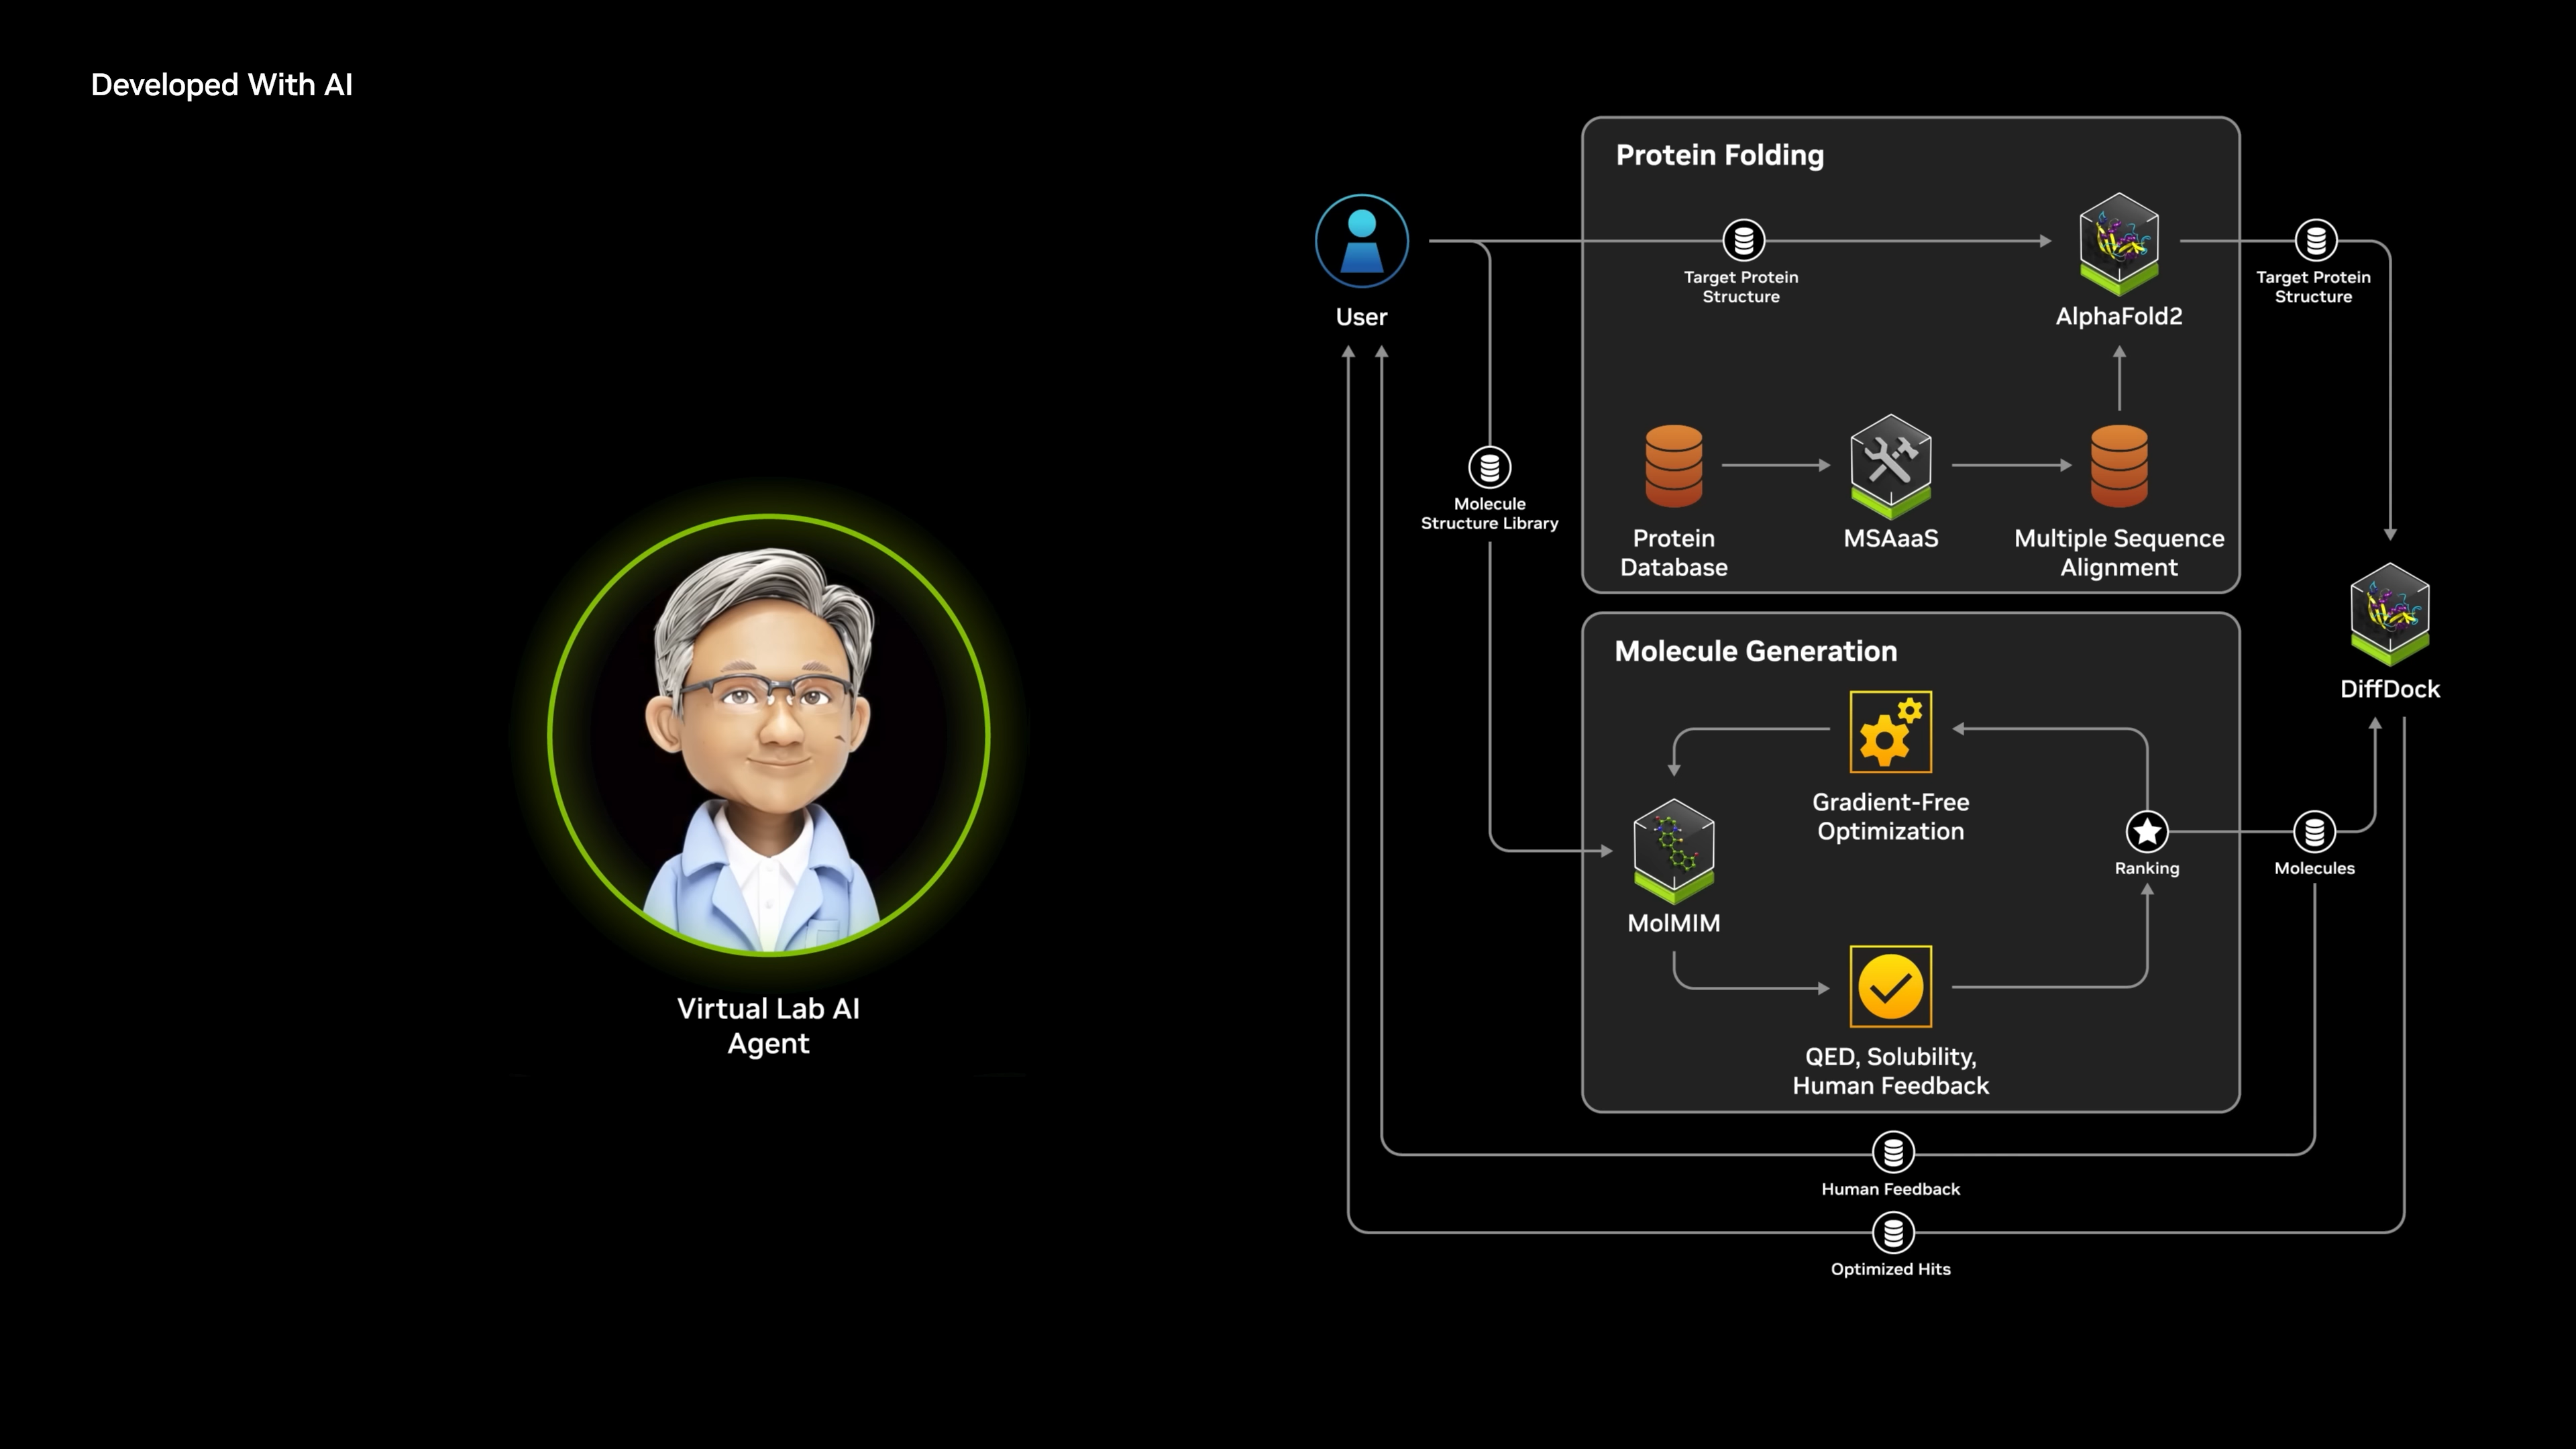 Developed With AI
Virtual Lab AI
Agent
User
Protein Folding
Target Protein
Structure
AlphaFold2
Target Protein
Structure
Molecule
Structure Library
Protein
Database
MSAaaS
Multiple Sequence
Alignment
DiffDock
Molecule Generation
Gradient-Free
Optimization
MolMIM
Ranking
Molecules
QED, Solubility,
Human Feedback
Human Feedback
Optimized Hits